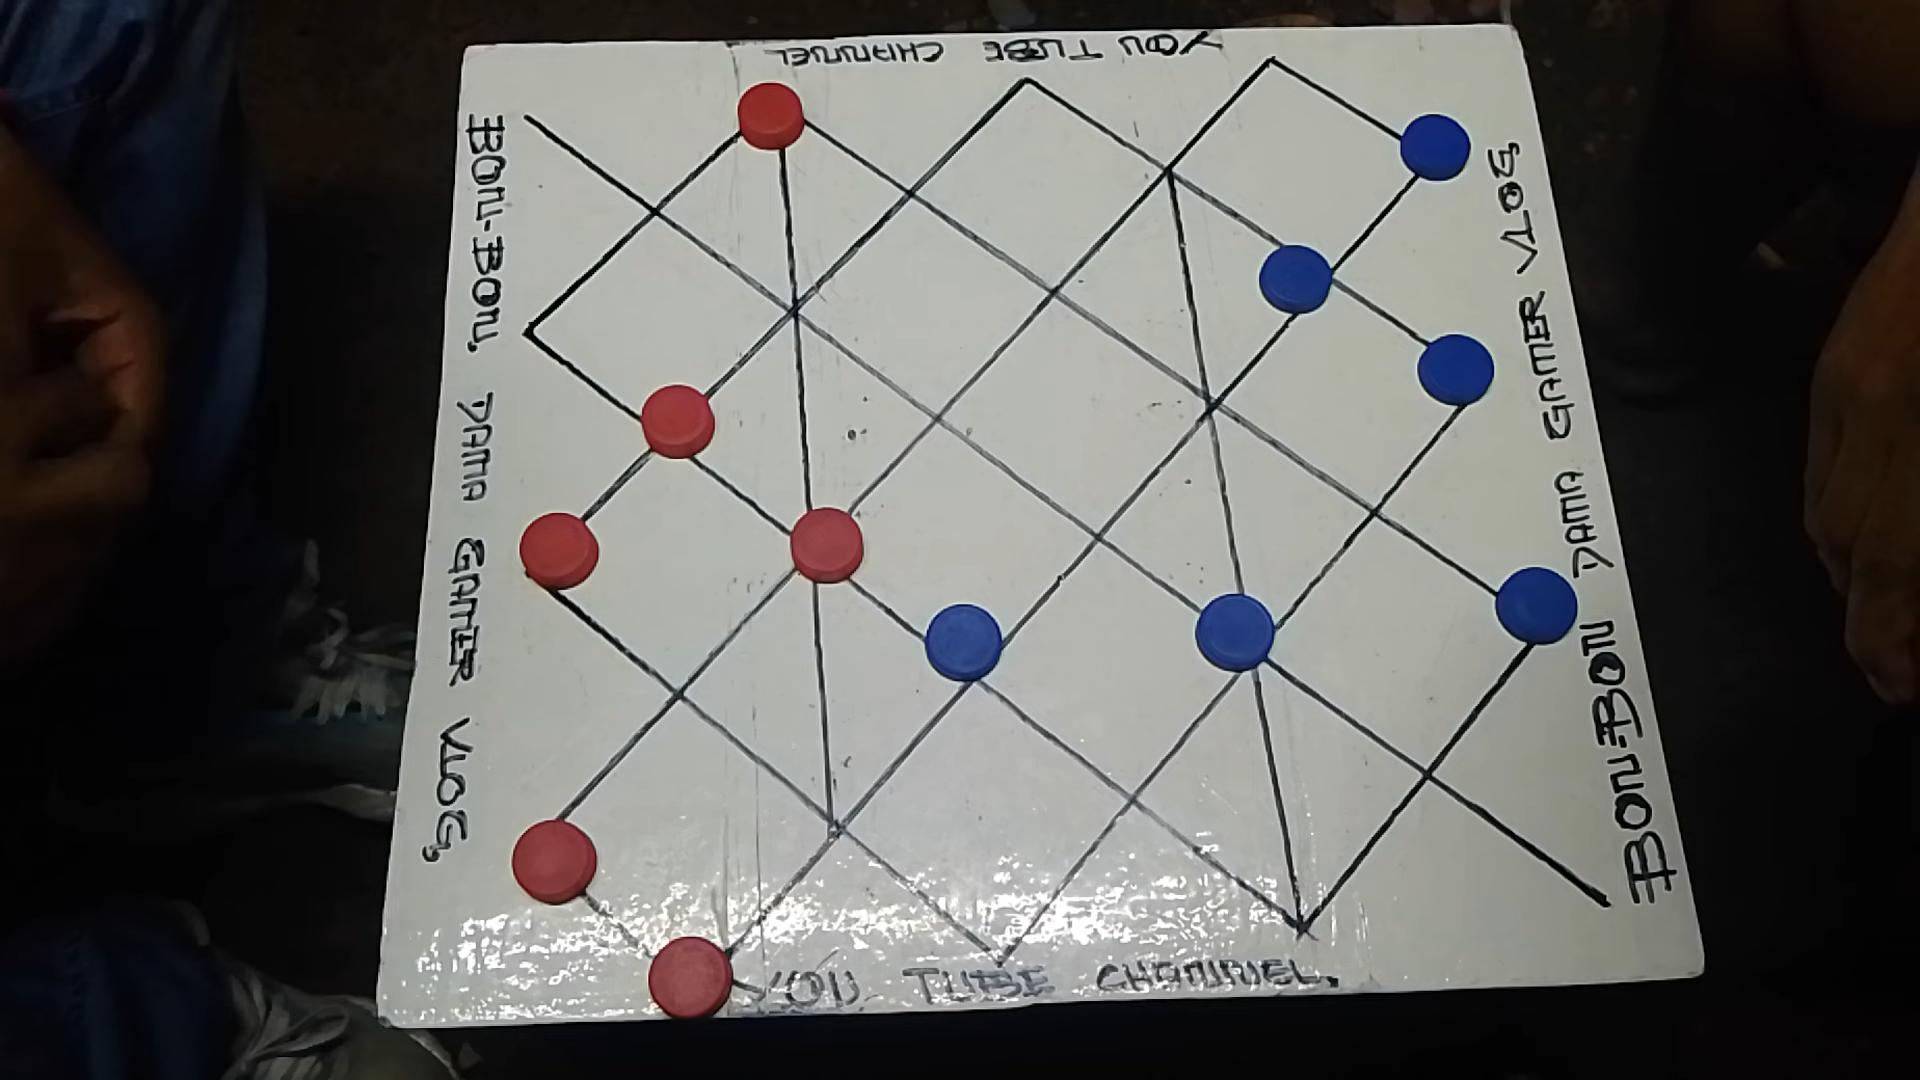 YOU TUBE CHANNEL
BON-BON. DAMA GAMER VLOG,
BON-BON DAMA GAMER VLOG
YOU TUBE CHANNEL.